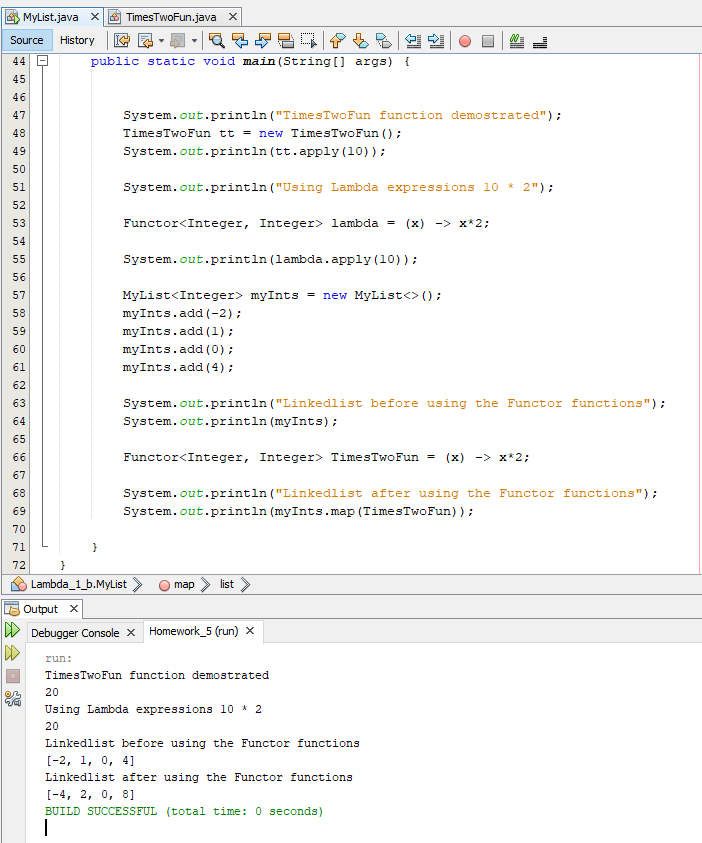 MyList.java
TimesTwoFun.java
Source History
44 public static void main(String[] args) {
45
46
47 System.out.println("TimesTwoFun function demostrated");
48 TimesTwoFun tt = new TimesTwoFun();
49 System.out.println(tt.apply(10));
50
51 System.out.println("Using Lambda expressions 10 * 2");
52
53 Functor<Integer, Integer> lambda = (x) -> x*2;
54
55 System.out.println(lambda.apply(10));
56
57 MyList<Integer> myInts = new MyList<>();
58 myInts.add(-2);
59 myInts.add(1);
60 myInts.add(0);
61 myInts.add(4);
62
63 System.out.println("Linkedlist before using the Functor functions");
64 System.out.println(myInts);
65
66 Functor<Integer, Integer> TimesTwoFun = (x) -> x*2;
67
68 System.out.println("Linkedlist after using the Functor functions");
69 System.out.println(myInts.map(TimesTwoFun));
70
71 }
72 }
Lambda_1_b.MyList map list
Output
Debugger Console Homework_5 (run)
run:
TimesTwoFun function demostrated
20
Using Lambda expressions 10 * 2
20
Linkedlist before using the Functor functions
[-2, 1, 0, 4]
Linkedlist after using the Functor functions
[-4, 2, 0, 8]
BUILD SUCCESSFUL (total time: 0 seconds)